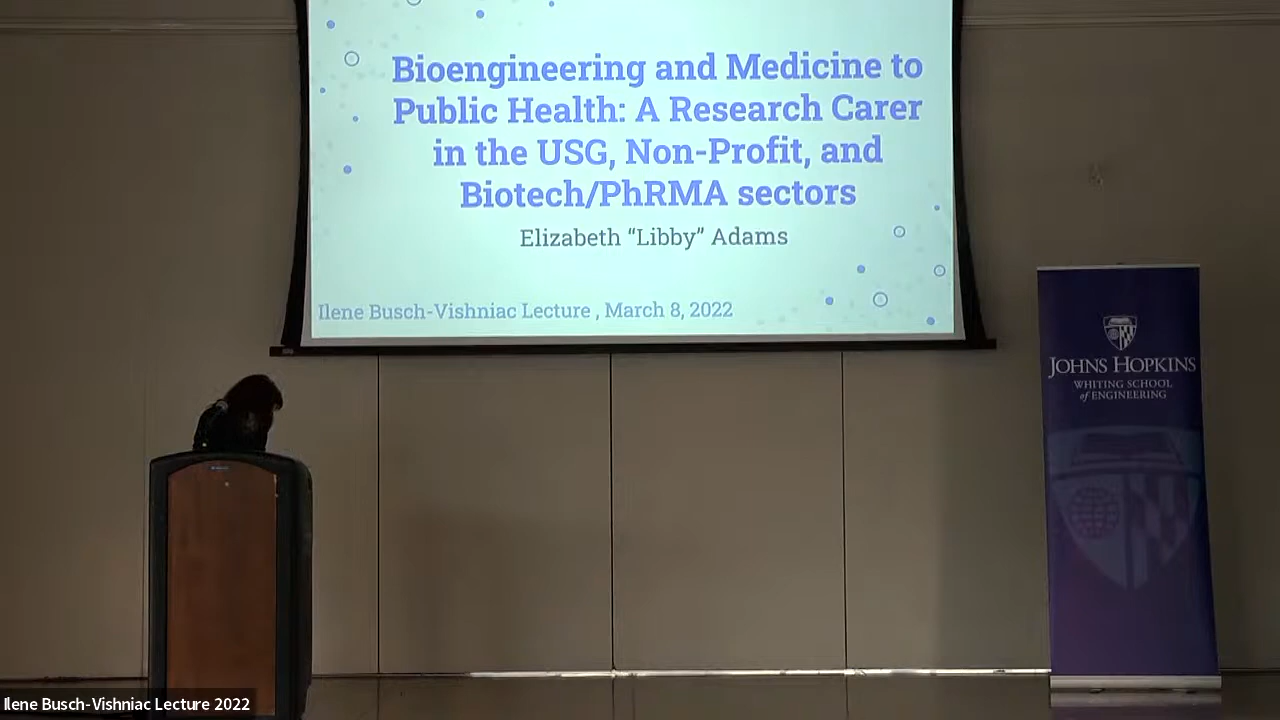 Bioengineering and Medicine to
Public Health: A Research Carer
in the USG, Non-Profit, and
Biotech/PhRMA sectors
Elizabeth “Libby” Adams
Ilene Busch-Vishniac Lecture , March 8, 2022
JOHNS HOPKINS
WHITING SCHOOL
of ENGINEERING
Ilene Busch-Vishniac Lecture 2022